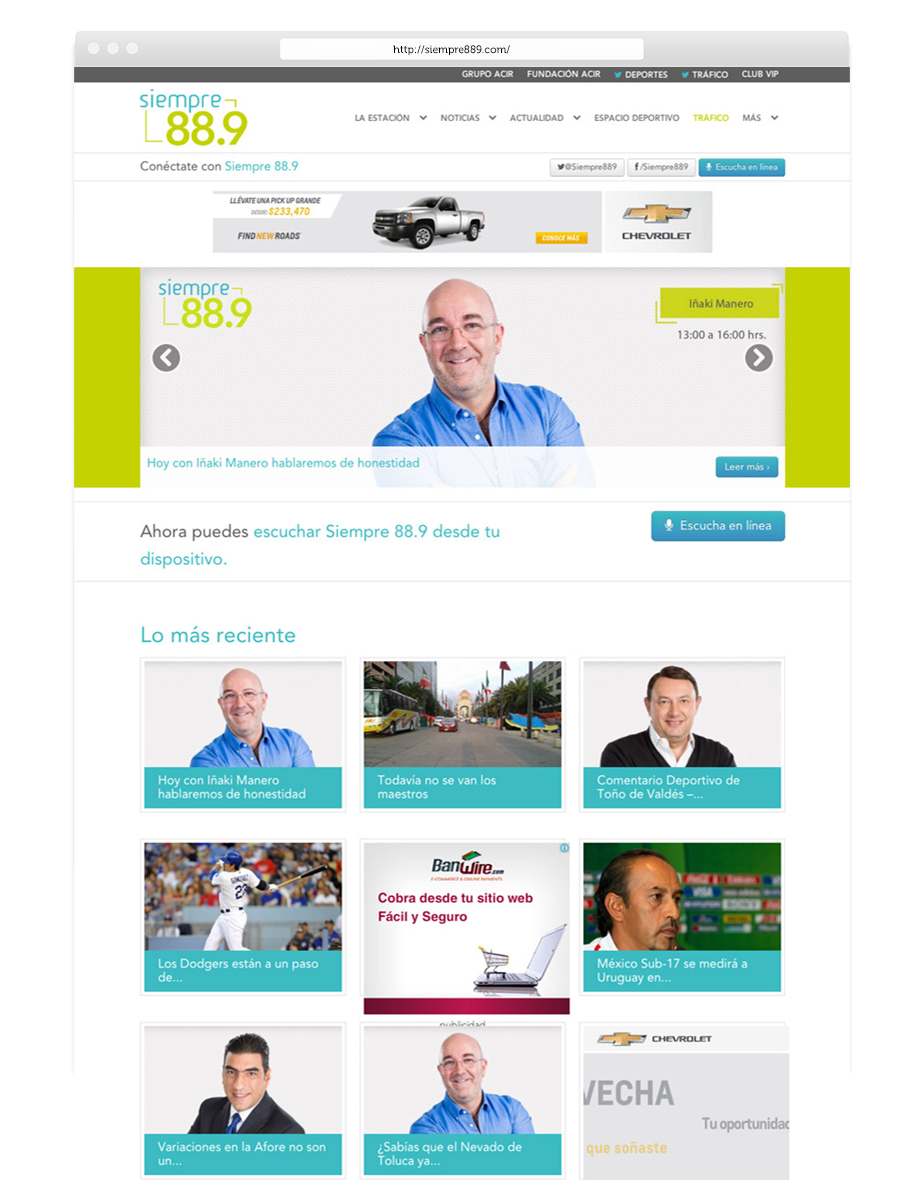 http://siempre889.com/
GRUPO ACIR FUNDACIÓN ACIR DEPORTES TRÁFICO CLUB VIP
siempre
88.9
LA ESTACIÓN NOTICIAS ACTUALIDAD ESPACIO DEPORTIVO TRÁFICO MÁS
Conéctate con Siempre 88.9
@Siempre889 /Siempre889 Escucha en línea
LLÉVATE UNA PICK UP GRANDE
DESDE: $233,470
FIND NEW ROADS
CONOCE MÁS
CHEVROLET
siempre
88.9
Iñaki Manero
13:00 a 16:00 hrs.
Hoy con Iñaki Manero hablaremos de honestidad
Leer más ›
Ahora puedes escuchar Siempre 88.9 desde tu
dispositivo.
Escucha en línea
Lo más reciente
Hoy con Iñaki Manero
hablaremos de honestidad
Todavía no se van los
maestros
Comentario Deportivo de
Toño de Valdés –...
GONZALEZ
23
Los Dodgers están a un paso
de...
BanWire.com
E-COMMERCE & ONLINE PAYMENTS
Cobra desde tu sitio web
Fácil y Seguro
VISA
SONY
México Sub-17 se medirá a
Uruguay en...
publicidad
Variaciones en la Afore no son
un...
¿Sabías que el Nevado de
Toluca ya...
CHEVROLET
VECHA
Tu oportunidad
que soñaste